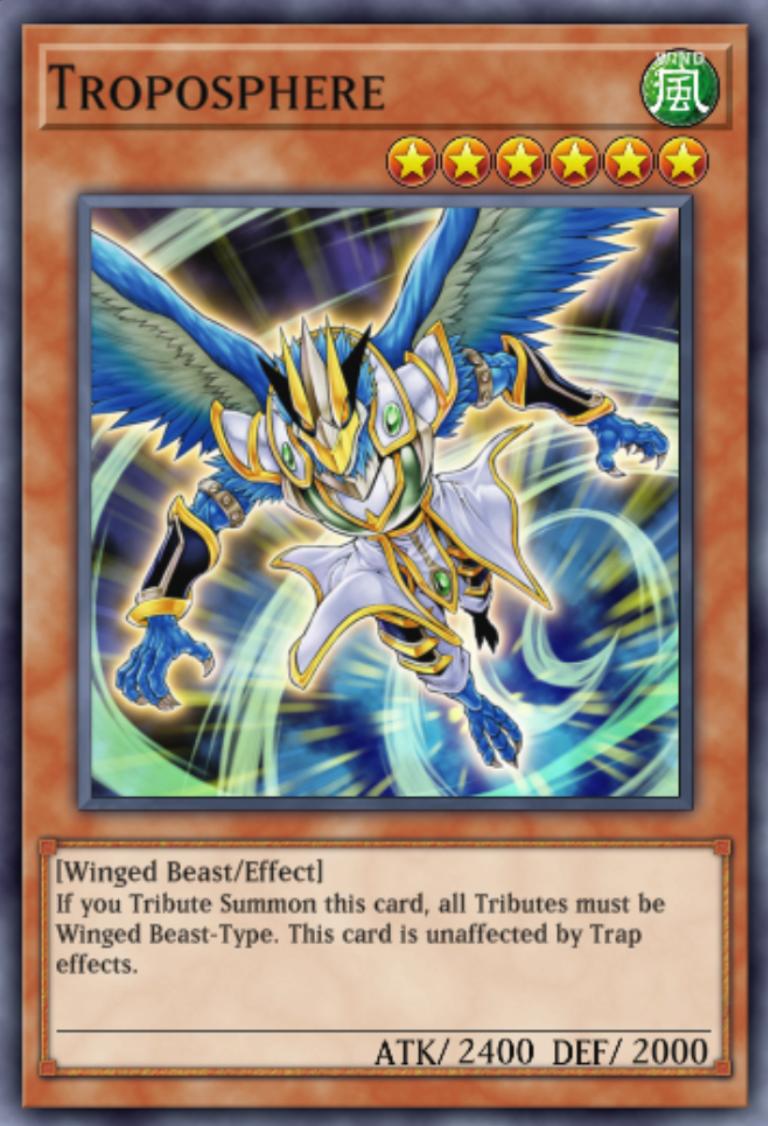 Troposphere
WIND
風
[Winged Beast/Effect]
If you Tribute Summon this card, all Tributes must be
Winged Beast-Type. This card is unaffected by Trap
effects.
ATK/ 2400 DEF/ 2000